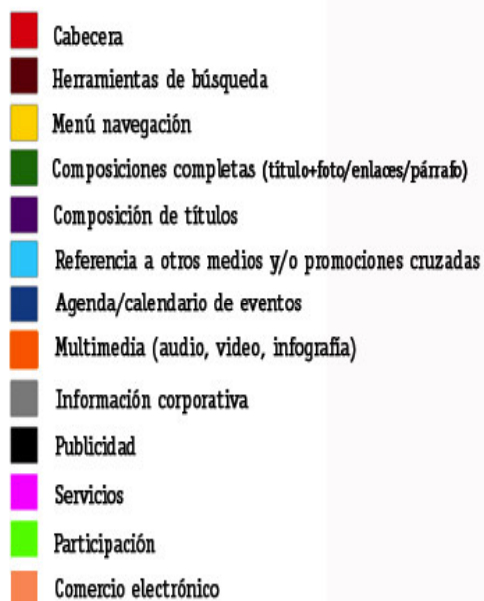 Cabecera
Herramientas de búsqueda
Menú navegación
Composiciones completas (título+foto/enlaces/párrafo)
Composición de títulos
Referencia a otros medios y/o promociones cruzadas
Agenda/calendario de eventos
Multimedia (audio, video, infografía)
Información corporativa
Publicidad
Servicios
Participación
Comercio electrónico